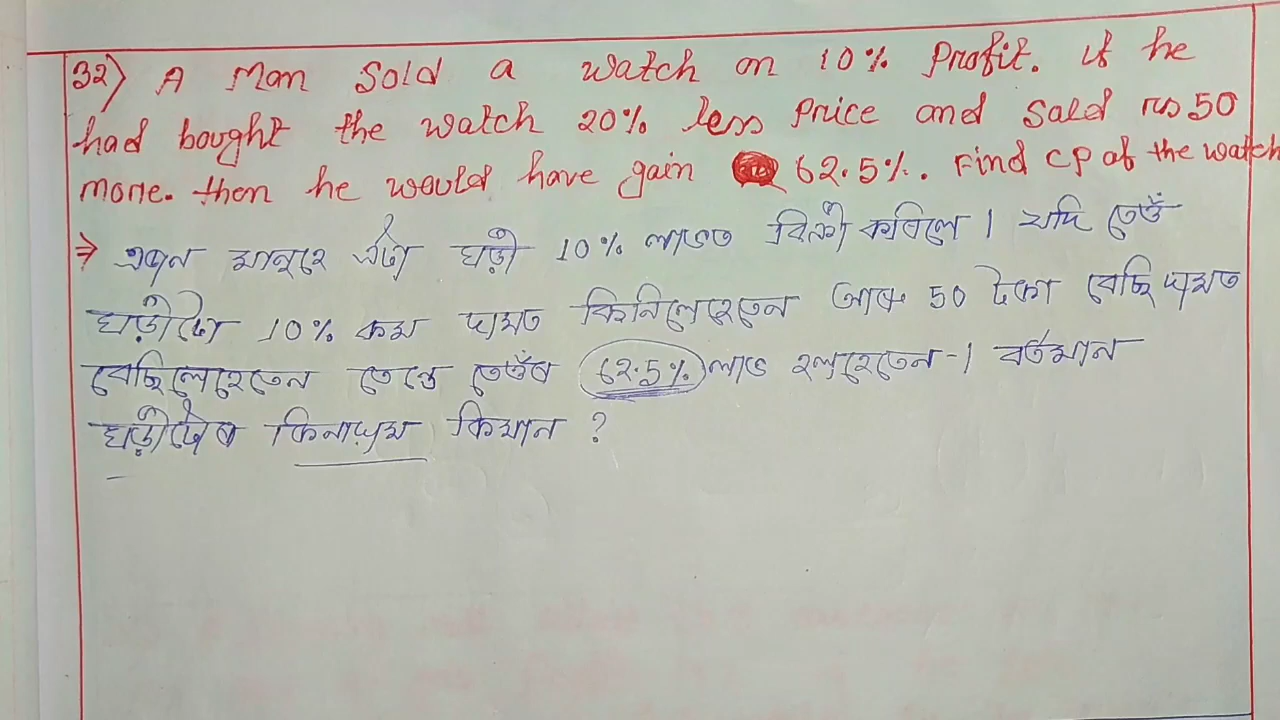 32) A Man Sold a watch on 10% Profit. if he
had bought the watch 20% less Price and Sold rs 50
more. then he would have gain 62.5%. Find CP of the watch
⇒ এজন মানুহে এটা ঘড়ী 10% লাভত বিক্ৰী কৰিলে। যদি তেওঁ
ঘড়ীটো 10% কম দামত কিনিলেহেতেন আৰু 50 টকা বেছি দামত
বেছিলেহেতেন তেন্তে তেওঁৰ 62.5% লাভ হলহেতেন। বৰ্তমান
ঘড়ীটোৰ কিনাদাম কিমান ?